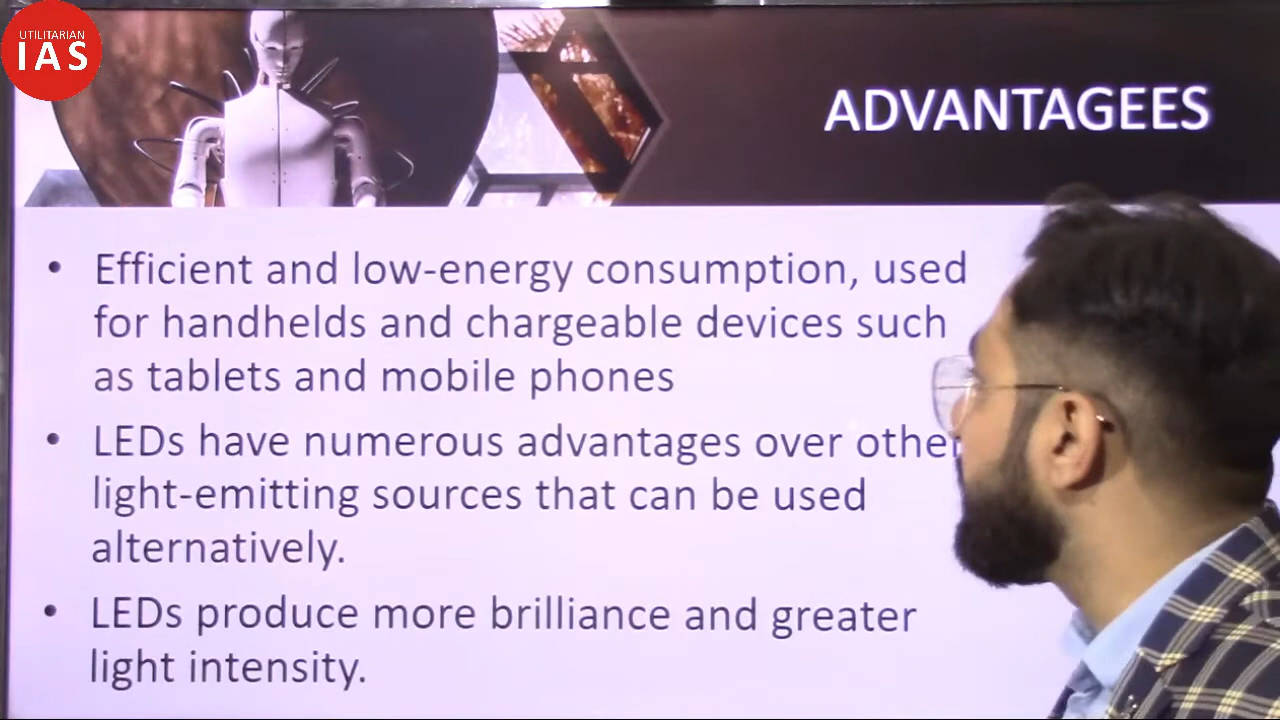 UTILITARIAN
IAS
ADVANTAGEES
• Efficient and low-energy consumption, used
for handhelds and chargeable devices such
as tablets and mobile phones
• LEDs have numerous advantages over other
light-emitting sources that can be used
alternatively.
• LEDs produce more brilliance and greater
light intensity.